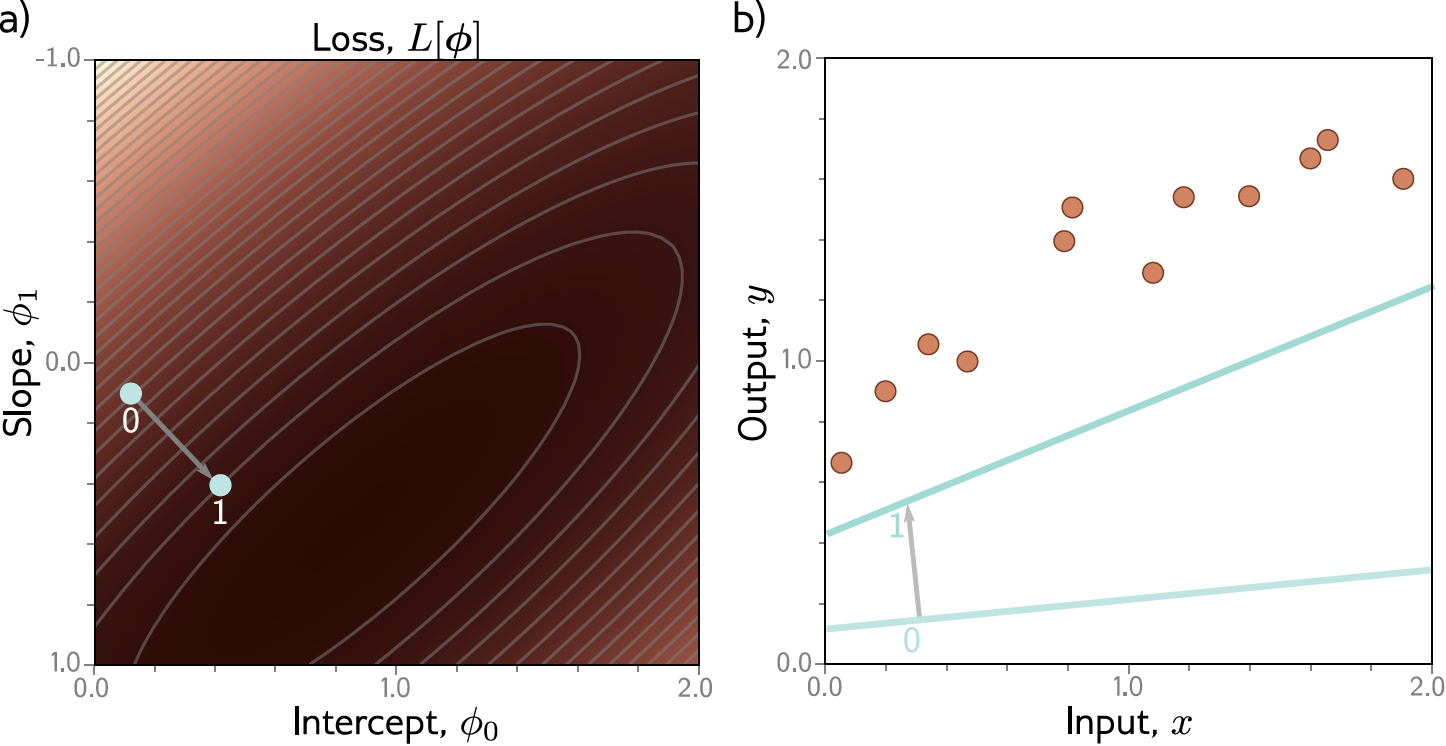 a)
Loss, L[ϕ]
-1.0
0.0
1.0
Slope, ϕ₁
0
1
0.0
1.0
2.0
Intercept, ϕ₀
b)
2.0
1.0
0.0
Output, y
1
0
0.0
1.0
2.0
Input, x